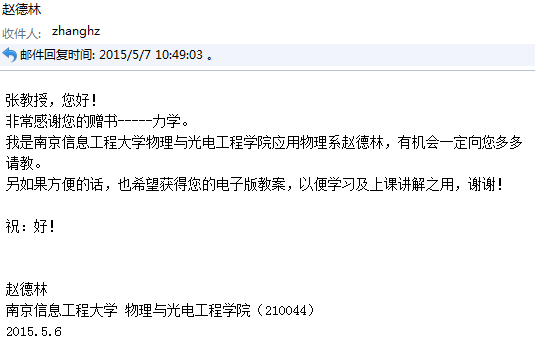 赵德林
收件人: zhanghz
邮件回复时间: 2015/5/7 10:49:03 。
张教授，您好！
非常感谢您的赠书-----力学。
我是南京信息工程大学物理与光电工程学院应用物理系赵德林，有机会一定向您多多
请教。
另如果方便的话，也希望获得您的电子版教案，以便学习及上课讲解之用，谢谢！
祝：好！
赵德林
南京信息工程大学 物理与光电工程学院（210044）
2015.5.6